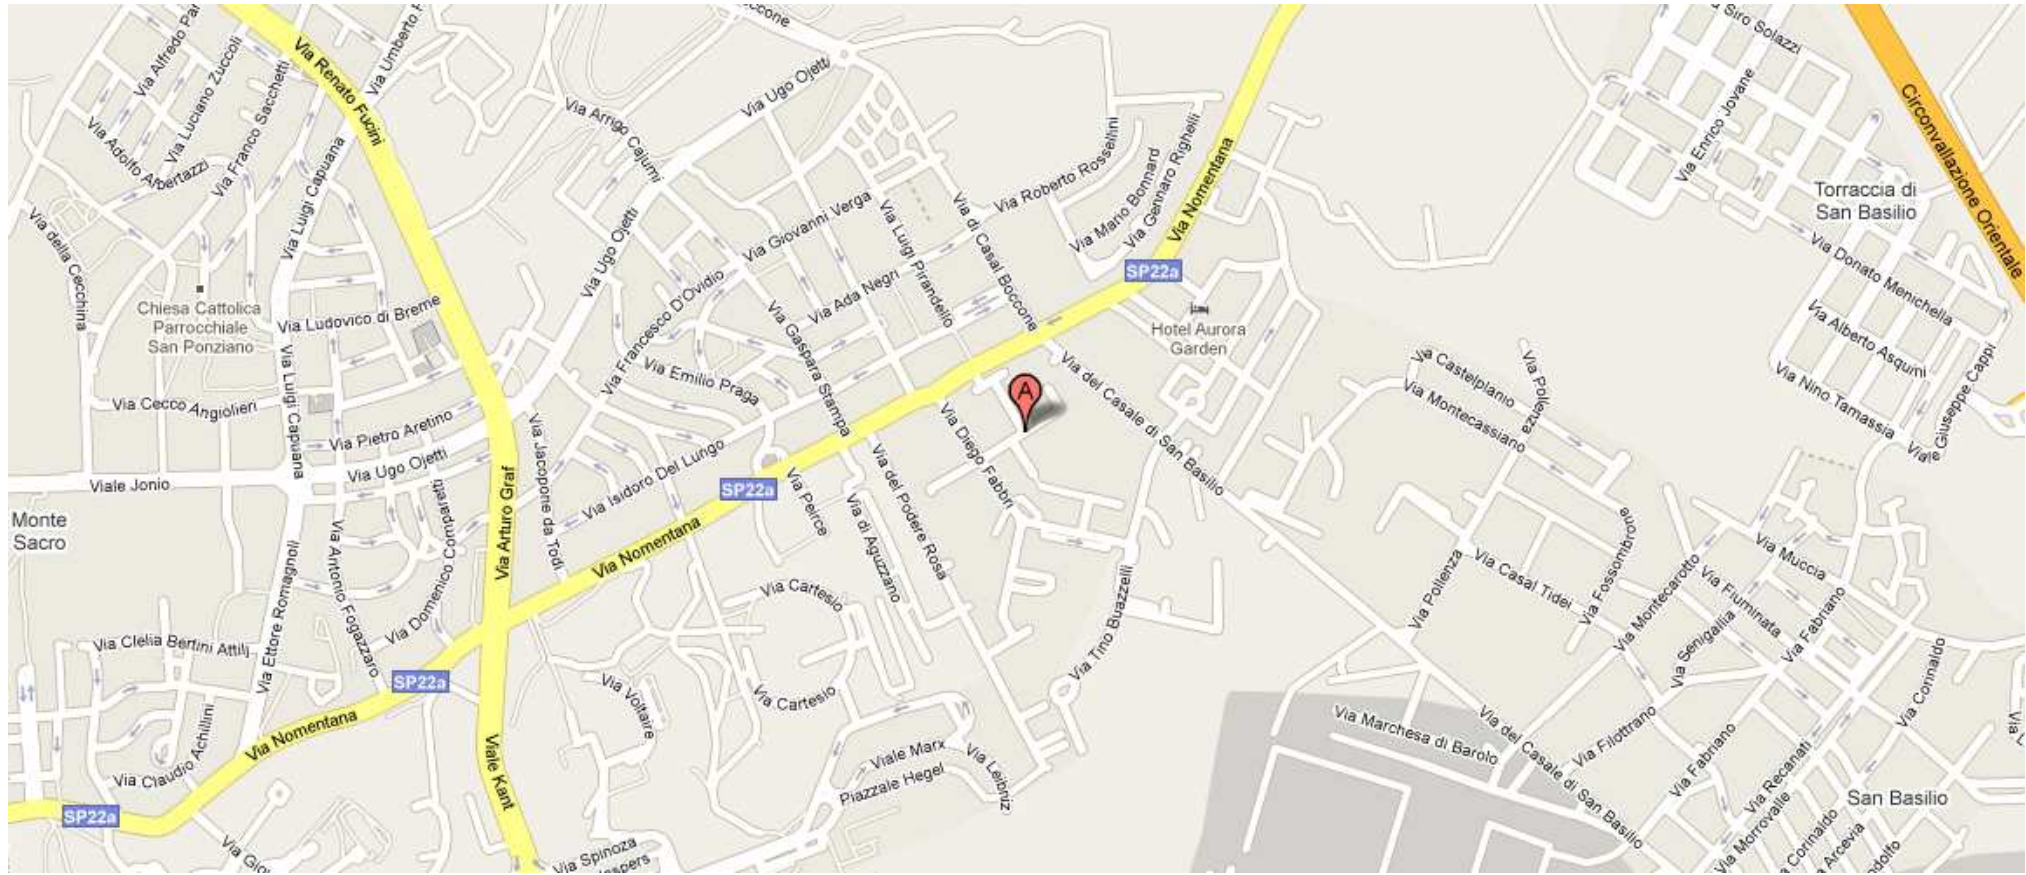 Via Renato Fucini
Via Luciano Zuccoli
Via Franco Sacchetti
Via Adolfo Albertazzi
Via Luigi Capuana
Via della Cecchina
Via Luigi Capuana
Chiesa Cattolica
Parrocchiale
San Ponziano
Via Ludovico di Breme
Via Luigi Capuana
Via Cecco Angiolieri
Via Pietro Aretino
Via Ugo Ojetti
Viale Jonio
Monte
Sacro
Via Arturo Graf
Via Jacopone da Todi
Via Domenico Comparetti
Via Antonio Fogazzaro
Via Ettore Romagnoli
Via Clelia Bertini Attilj
Via Claudio Achillini
Via Nomentana
SP22a
SP22a
Viale Kant
Via Arrigo Cajumi
Via Ugo Ojetti
Via Ugo Ojetti
Via Giovanni Verga
Via Francesco D'Ovidio
Via Emilio Praga
Via Isidoro Del Lungo
Via Gaspara Stampa
Via Ada Negri
Via Luigi Pirandello
Via di Casal Boccone
Via Roberto Rossellini
Via Mario Bonnard
Via Gennaro Righelli
Via Nomentana
SP22a
Hotel Aurora
Garden
A
Via del Casale di San Basilio
Via Diego Fabbri
Via del Podere Rosa
Via di Aguzzano
Via Peirce
SP22a
Via Nomentana
Via Cartesio
Via Cartesio
Via Voltaire
Viale Marx
Piazzale Hegel
Via Leibniz
Via Spinoza
Via Tino Buazzelli
Siro Solazzi
Via Enrico Jovane
Circonvallazione Orientale
Torraccia di
San Basilio
Via Donato Menichella
Via Alberto Asquini
Via Nino Tamassia
Viale Giuseppe Cappi
Via Castelplanio
Via Pollenza
Via Montecassiano
Via Casal Tidei
Via Pollenza
Via Fossombrone
Via Montecarotto
Via Muccia
Via Fiuminata
Via Senigallia
Via Fabriano
Via Corinaldo
Via Filottrano
Via Fabriano
Via Recanati
Via Morrovalle
Via Marchesa di Barolo
Via del Casale di San Basilio
San Basilio
Corinaldo
Arcevia